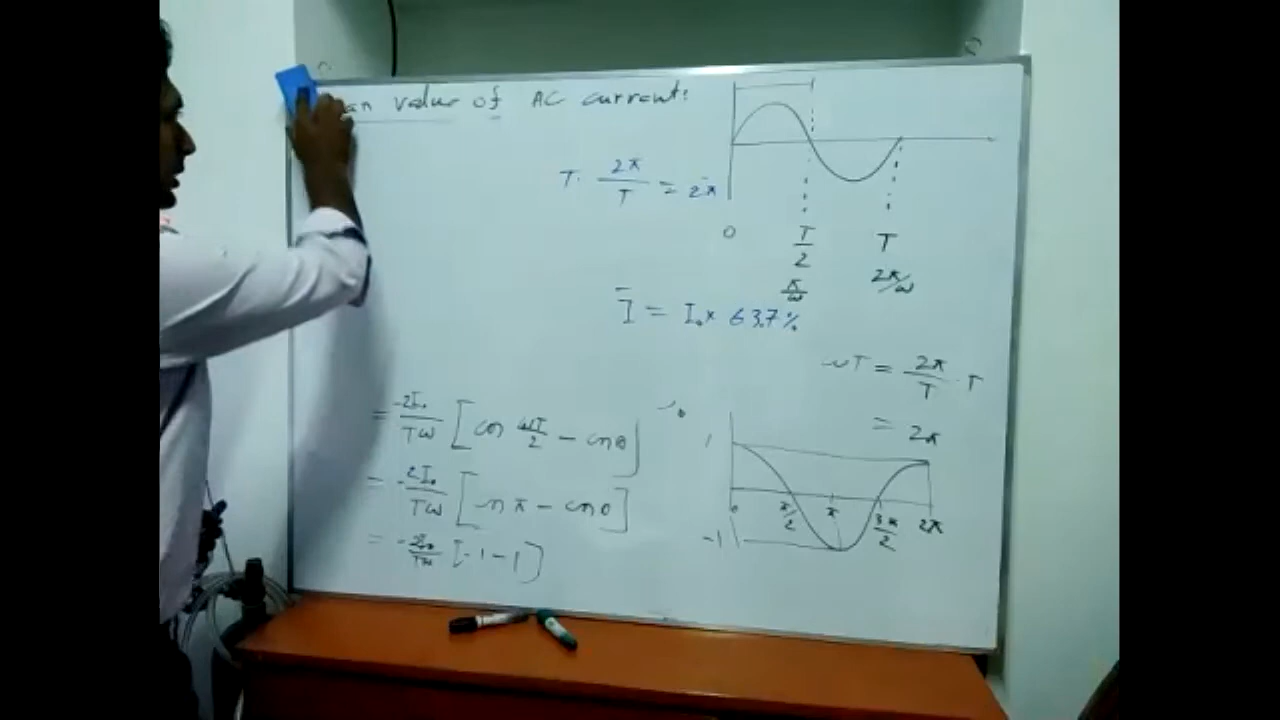 an value of AC current:
T. 2π/T = 2π
0 T/2 T
π/ω 2π/ω
Ī = I₀ × 63.7%
ωT = 2π/T · T
= 2π
= -2I₀/Tω [cos ωT/2 - cos 0]
= -2I₀/Tω [cos π - cos 0]
= -2I₀/Tω [-1 - 1]
1
0 π/2 π 3π/2 2π
-1